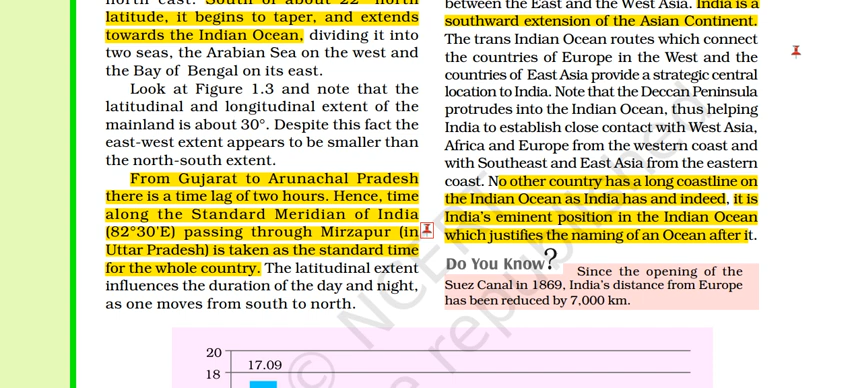 latitude, it begins to taper, and extends
towards the Indian Ocean, dividing it into
two seas, the Arabian Sea on the west and
the Bay of Bengal on its east.
Look at Figure 1.3 and note that the
latitudinal and longitudinal extent of the
mainland is about 30°. Despite this fact the
east-west extent appears to be smaller than
the north-south extent.
From Gujarat to Arunachal Pradesh
there is a time lag of two hours. Hence, time
along the Standard Meridian of India
(82°30'E) passing through Mirzapur (in
Uttar Pradesh) is taken as the standard time
for the whole country. The latitudinal extent
influences the duration of the day and night,
as one moves from south to north.
between the East and the West Asia. India is a
southward extension of the Asian Continent.
The trans Indian Ocean routes which connect
the countries of Europe in the West and the
countries of East Asia provide a strategic central
location to India. Note that the Deccan Peninsula
protrudes into the Indian Ocean, thus helping
India to establish close contact with West Asia,
Africa and Europe from the western coast and
with Southeast and East Asia from the eastern
coast. No other country has a long coastline on
the Indian Ocean as India has and indeed, it is
India's eminent position in the Indian Ocean
which justifies the naming of an Ocean after it.
Do You Know?
Since the opening of the
Suez Canal in 1869, India's distance from Europe
has been reduced by 7,000 km.
20
17.09
18
© NCERT